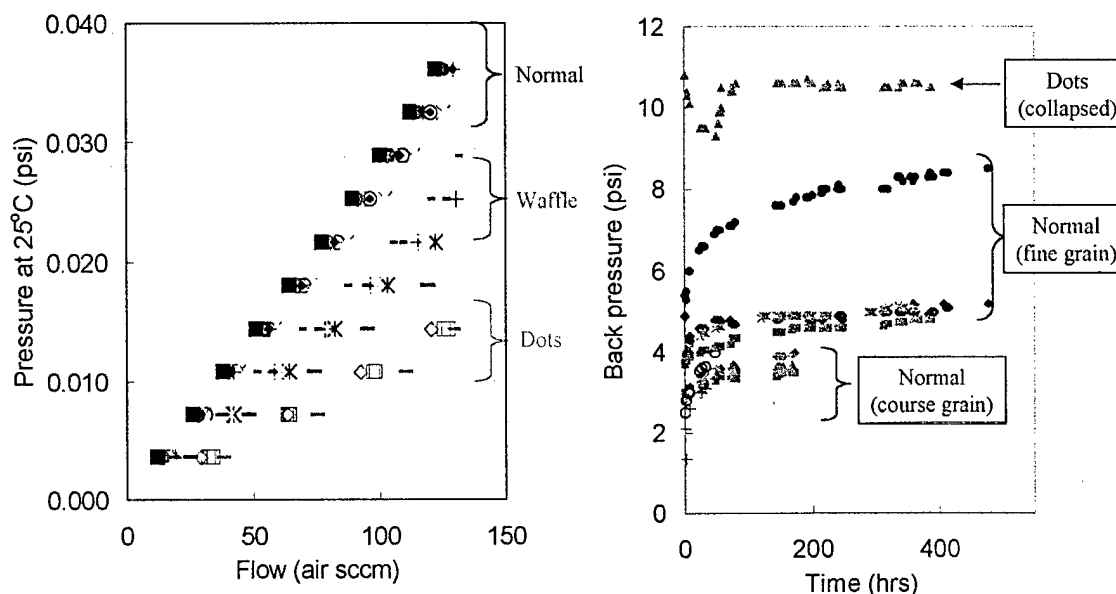 0.040
0.030
0.020
0.010
0.000
Pressure at 25°C (psi)
0
50
100
150
Flow (air sccm)
Normal
Waffle
Dots
12
10
8
6
4
2
0
Back pressure (psi)
0
200
400
Time (hrs)
Dots
(collapsed)
Normal
(fine grain)
Normal
(course grain)